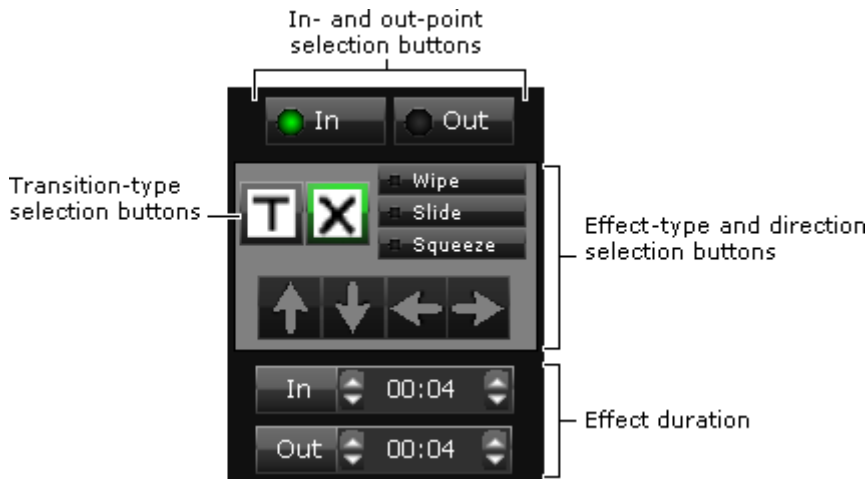 In- and out-point
selection buttons
In Out
Transition-type
selection buttons
T X
Wipe
Slide
Squeeze
Effect-type and direction
selection buttons
In 00:04
Effect duration
Out 00:04